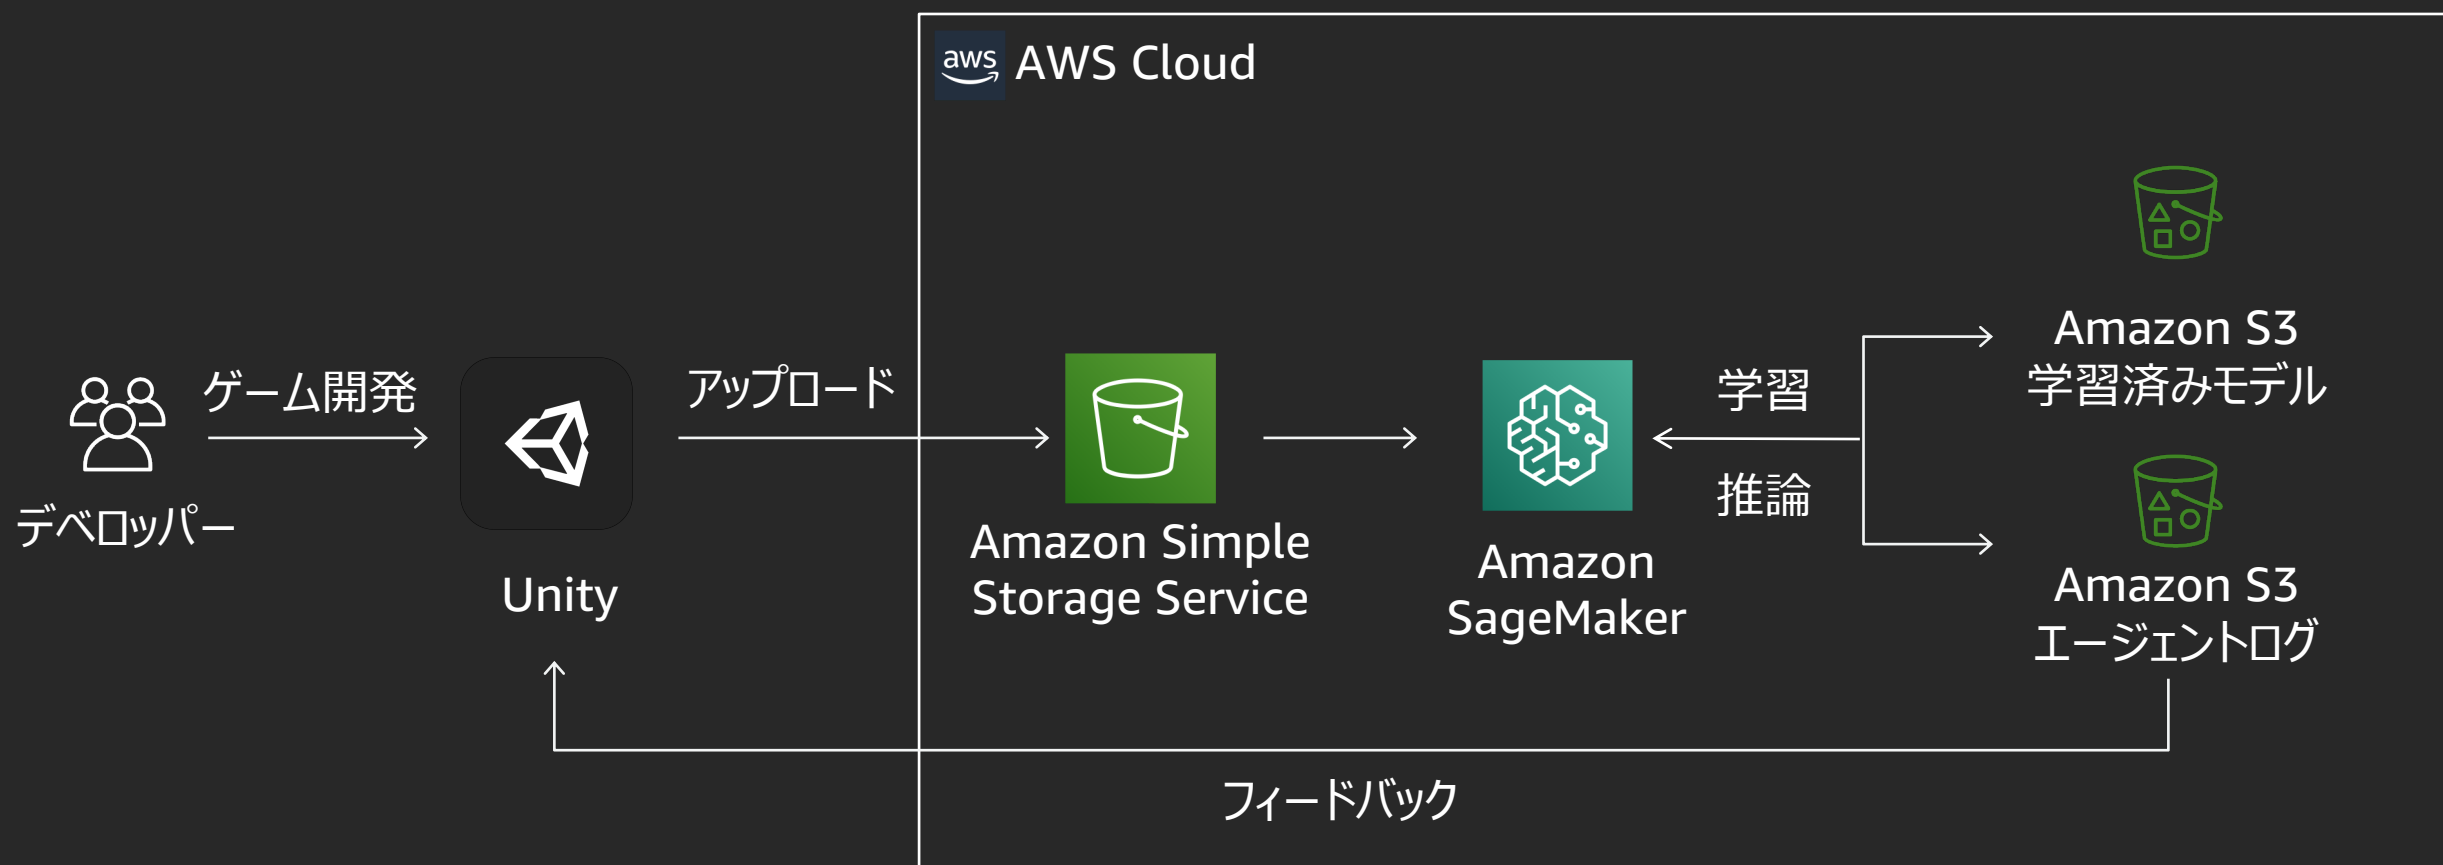 aws
AWS Cloud
デベロッパー
ゲーム開発
Unity
アップロード
Amazon Simple
Storage Service
Amazon
SageMaker
学習
推論
Amazon S3
学習済みモデル
Amazon S3
エージェントログ
フィードバック